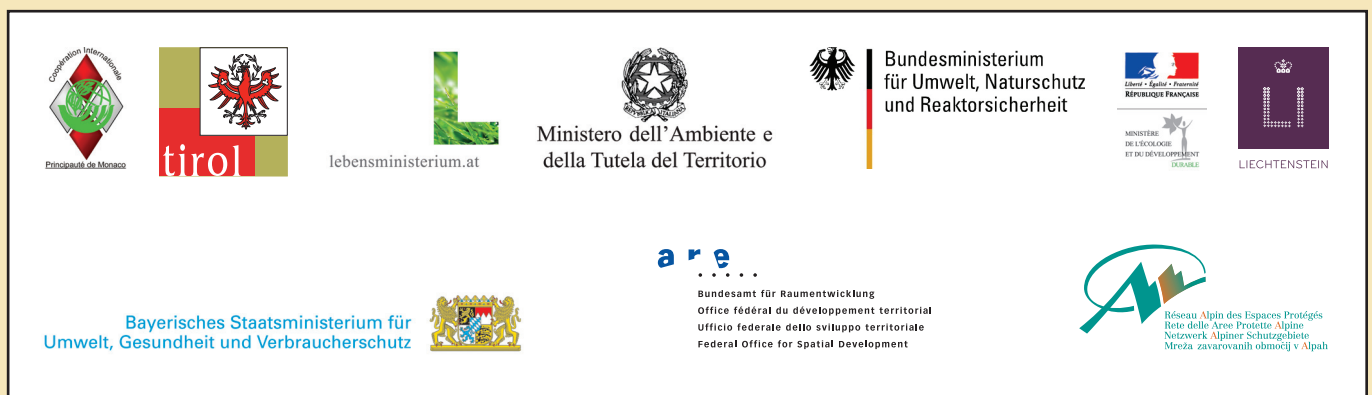 Coopération Internationale
Principauté de Monaco
tirol
lebensministerium.at
REPVBBLICA ITALIANA
Ministero dell'Ambiente e
della Tutela del Territorio
Bundesministerium
für Umwelt, Naturschutz
und Reaktorsicherheit
Liberté • Égalité • Fraternité
RÉPUBLIQUE FRANÇAISE
MINISTÈRE
DE L'ÉCOLOGIE
ET DU DÉVELOPPEMENT
DURABLE
LI
LIECHTENSTEIN
Bayerisches Staatsministerium für
Umwelt, Gesundheit und Verbraucherschutz
are
Bundesamt für Raumentwicklung
Office fédéral du développement territorial
Ufficio federale dello sviluppo territoriale
Federal Office for Spatial Development
Réseau Alpin des Espaces Protégés
Rete delle Aree Protette Alpine
Netzwerk Alpiner Schutzgebiete
Mreža zavarovanih območij v Alpah